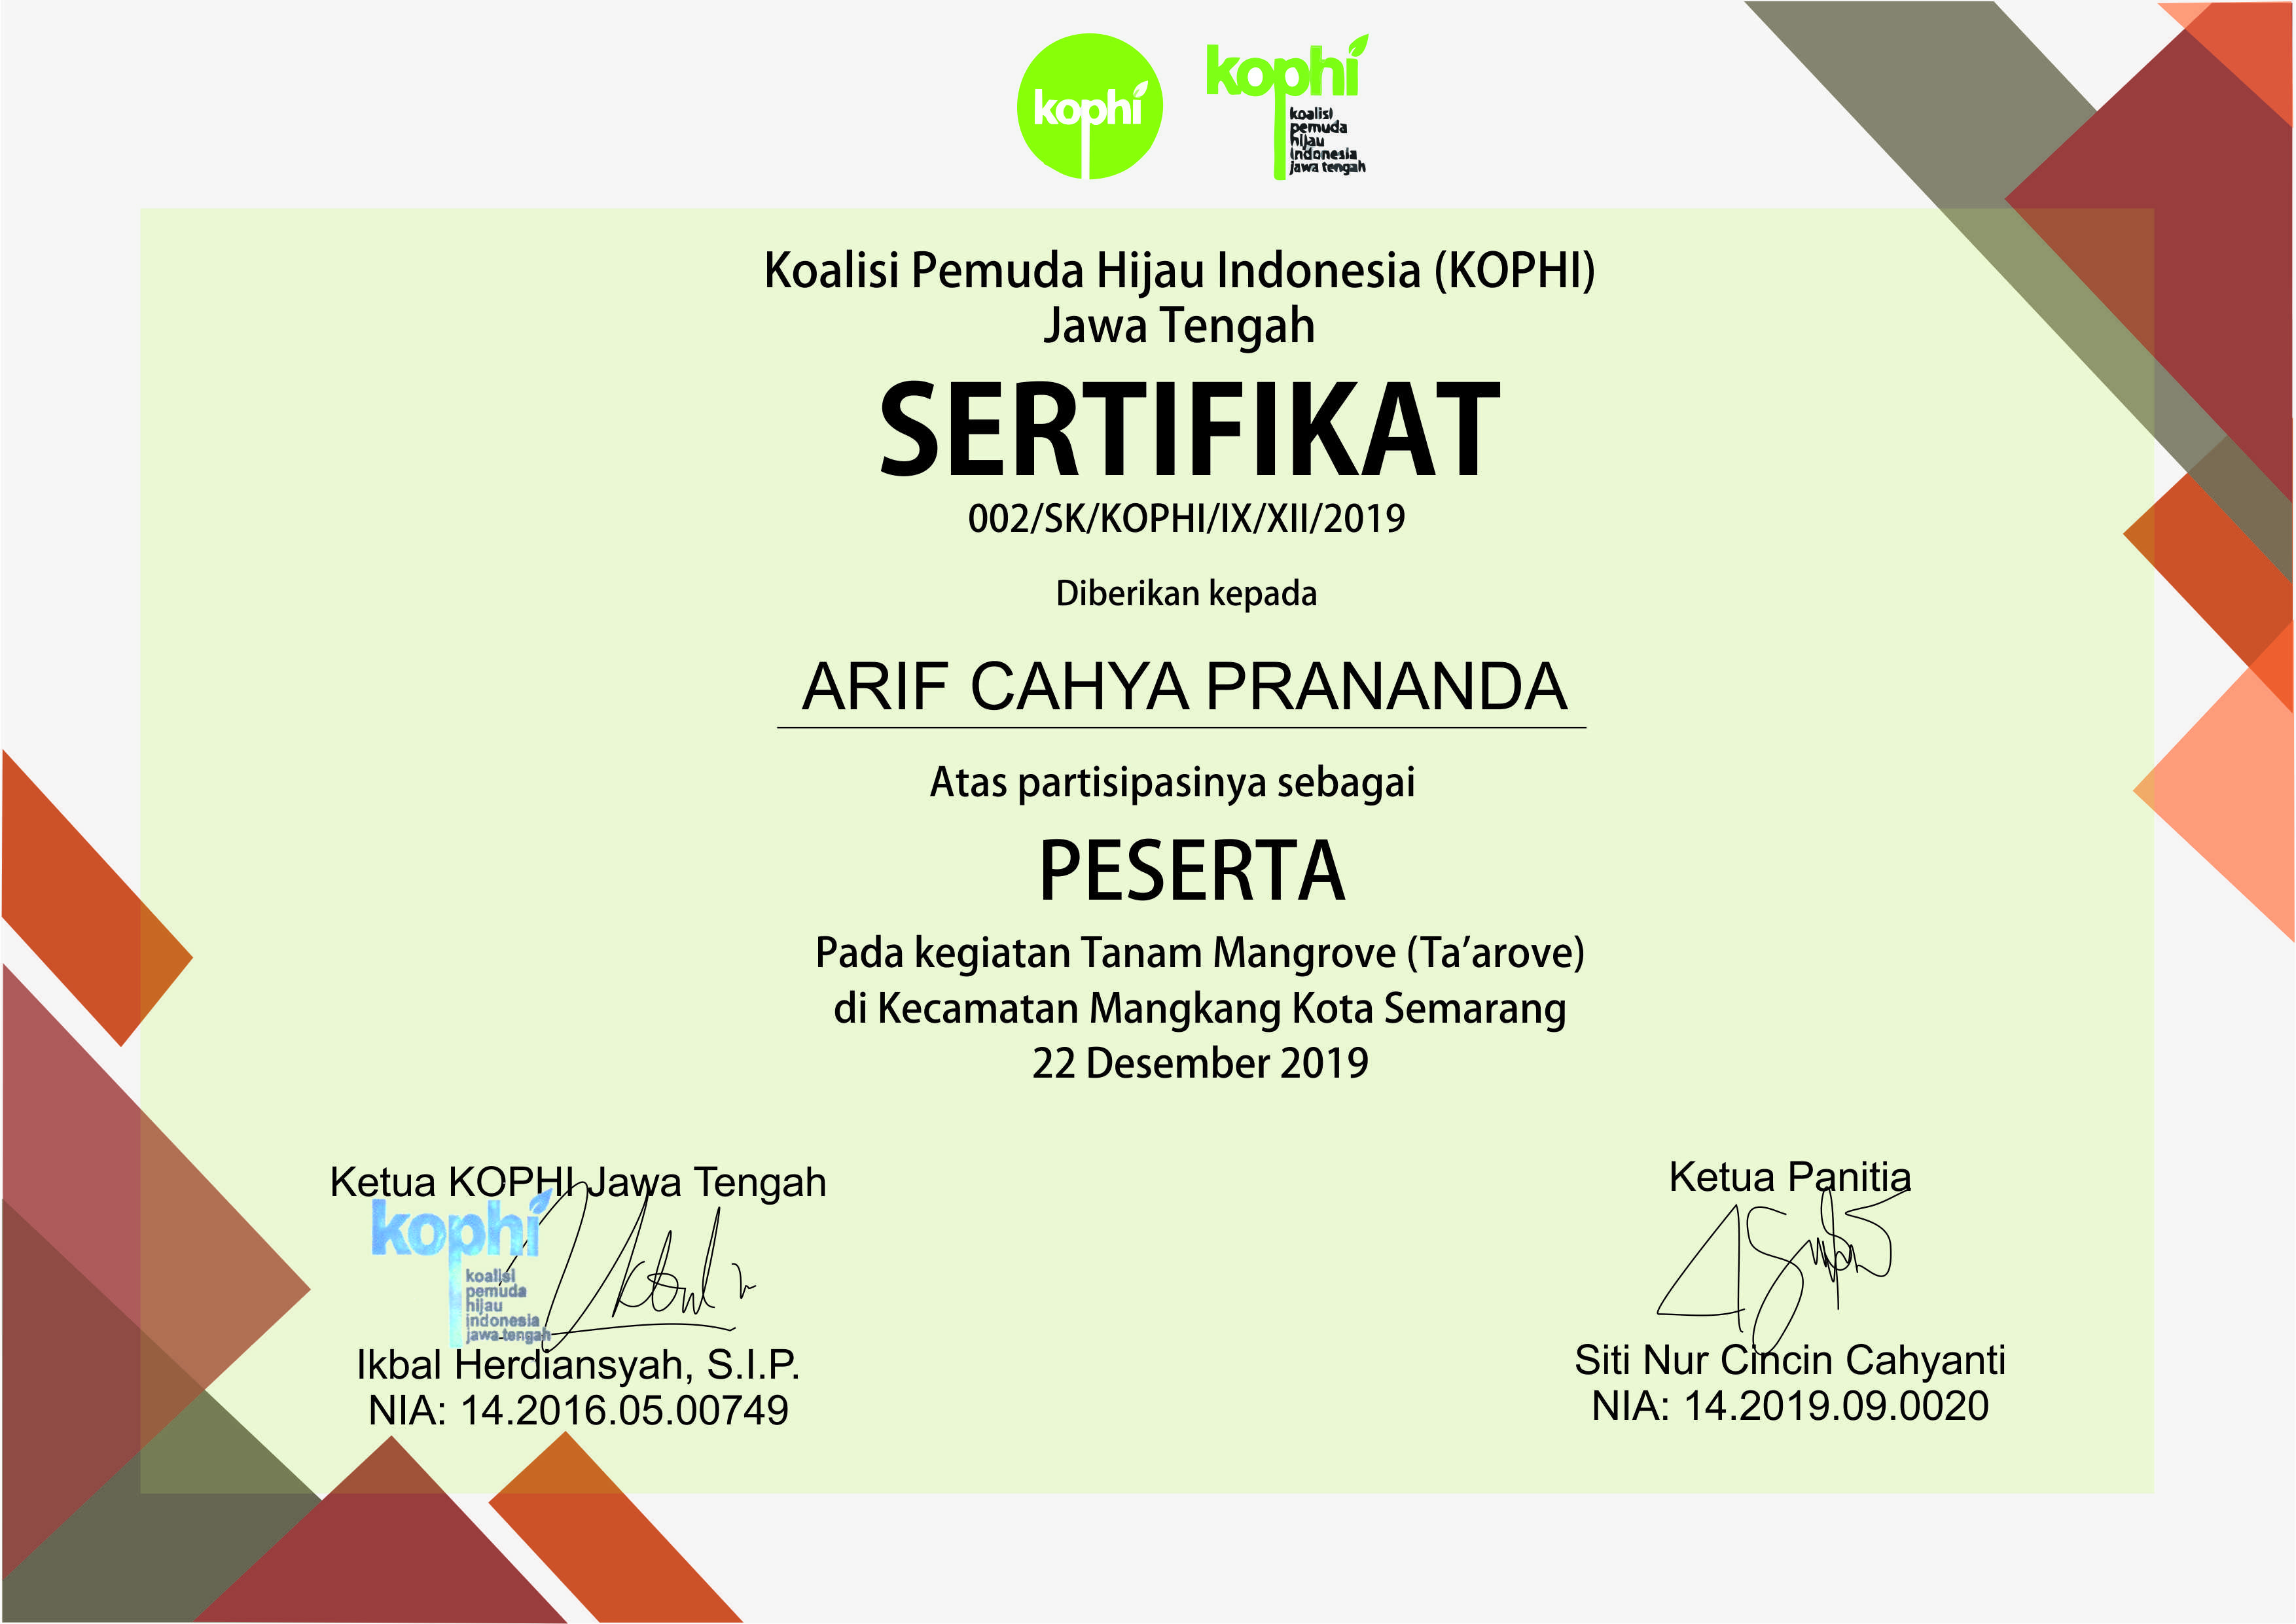 kophi
kophi
koalisi
pemuda
hijau
indonesia
jawa tengah
Koalisi Pemuda Hijau Indonesia (KOPHI)
Jawa Tengah
SERTIFIKAT
002/SK/KOPHI/IX/XII/2019
Diberikan kepada
ARIF CAHYA PRANANDA
Atas partisipasinya sebagai
PESERTA
Pada kegiatan Tanam Mangrove (Ta’arove)
di Kecamatan Mangkang Kota Semarang
22 Desember 2019
Ketua KOPHI Jawa Tengah
kophi
koalisi
pemuda
hijau
indonesia
jawa tengah
Ikbal Herdiansyah, S.I.P.
NIA: 14.2016.05.00749
Ketua Panitia
Siti Nur Cincin Cahyanti
NIA: 14.2019.09.0020